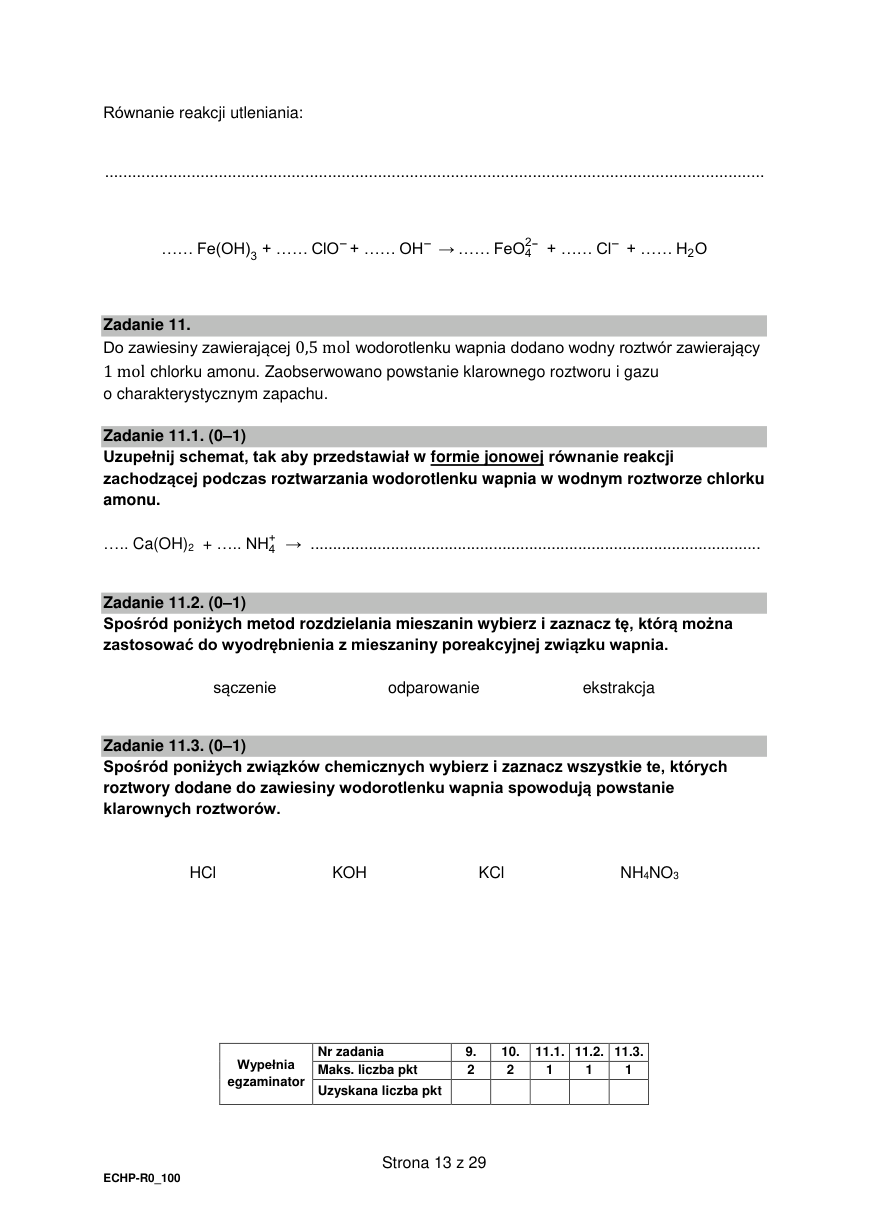 Równanie reakcji utleniania:
....................................................................................................................................................
…… Fe(OH)₃ + …… ClO⁻ + …… OH⁻ → …… FeO₄²⁻ + …… Cl⁻ + …… H₂O
Zadanie 11.
Do zawiesiny zawierającej 0,5 mol wodorotlenku wapnia dodano wodny roztwór zawierający
1 mol chlorku amonu. Zaobserwowano powstanie klarownego roztworu i gazu
o charakterystycznym zapachu.
Zadanie 11.1. (0–1)
Uzupełnij schemat, tak aby przedstawiał w formie jonowej równanie reakcji
zachodzącej podczas roztwarzania wodorotlenku wapnia w wodnym roztworze chlorku
amonu.
….. Ca(OH)₂ + ….. NH₄⁺ → .....................................................................................................
Zadanie 11.2. (0–1)
Spośród poniżych metod rozdzielania mieszanin wybierz i zaznacz tę, którą można
zastosować do wyodrębnienia z mieszaniny poreakcyjnej związku wapnia.
sączenie odparowanie ekstrakcja
Zadanie 11.3. (0–1)
Spośród poniżych związków chemicznych wybierz i zaznacz wszystkie te, których
roztwory dodane do zawiesiny wodorotlenku wapnia spowodują powstanie
klarownych roztworów.
HCl KOH KCl NH₄NO₃
Wypełnia egzaminator
Nr zadania 9. 10. 11.1. 11.2. 11.3.
Maks. liczba pkt 2 2 1 1 1
Uzyskana liczba pkt
Strona 13 z 29
ECHP-R0_100